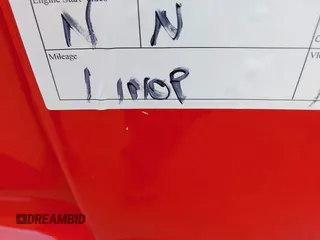 Engine Start
N N
Mileage
1 INOP
DREAMBID